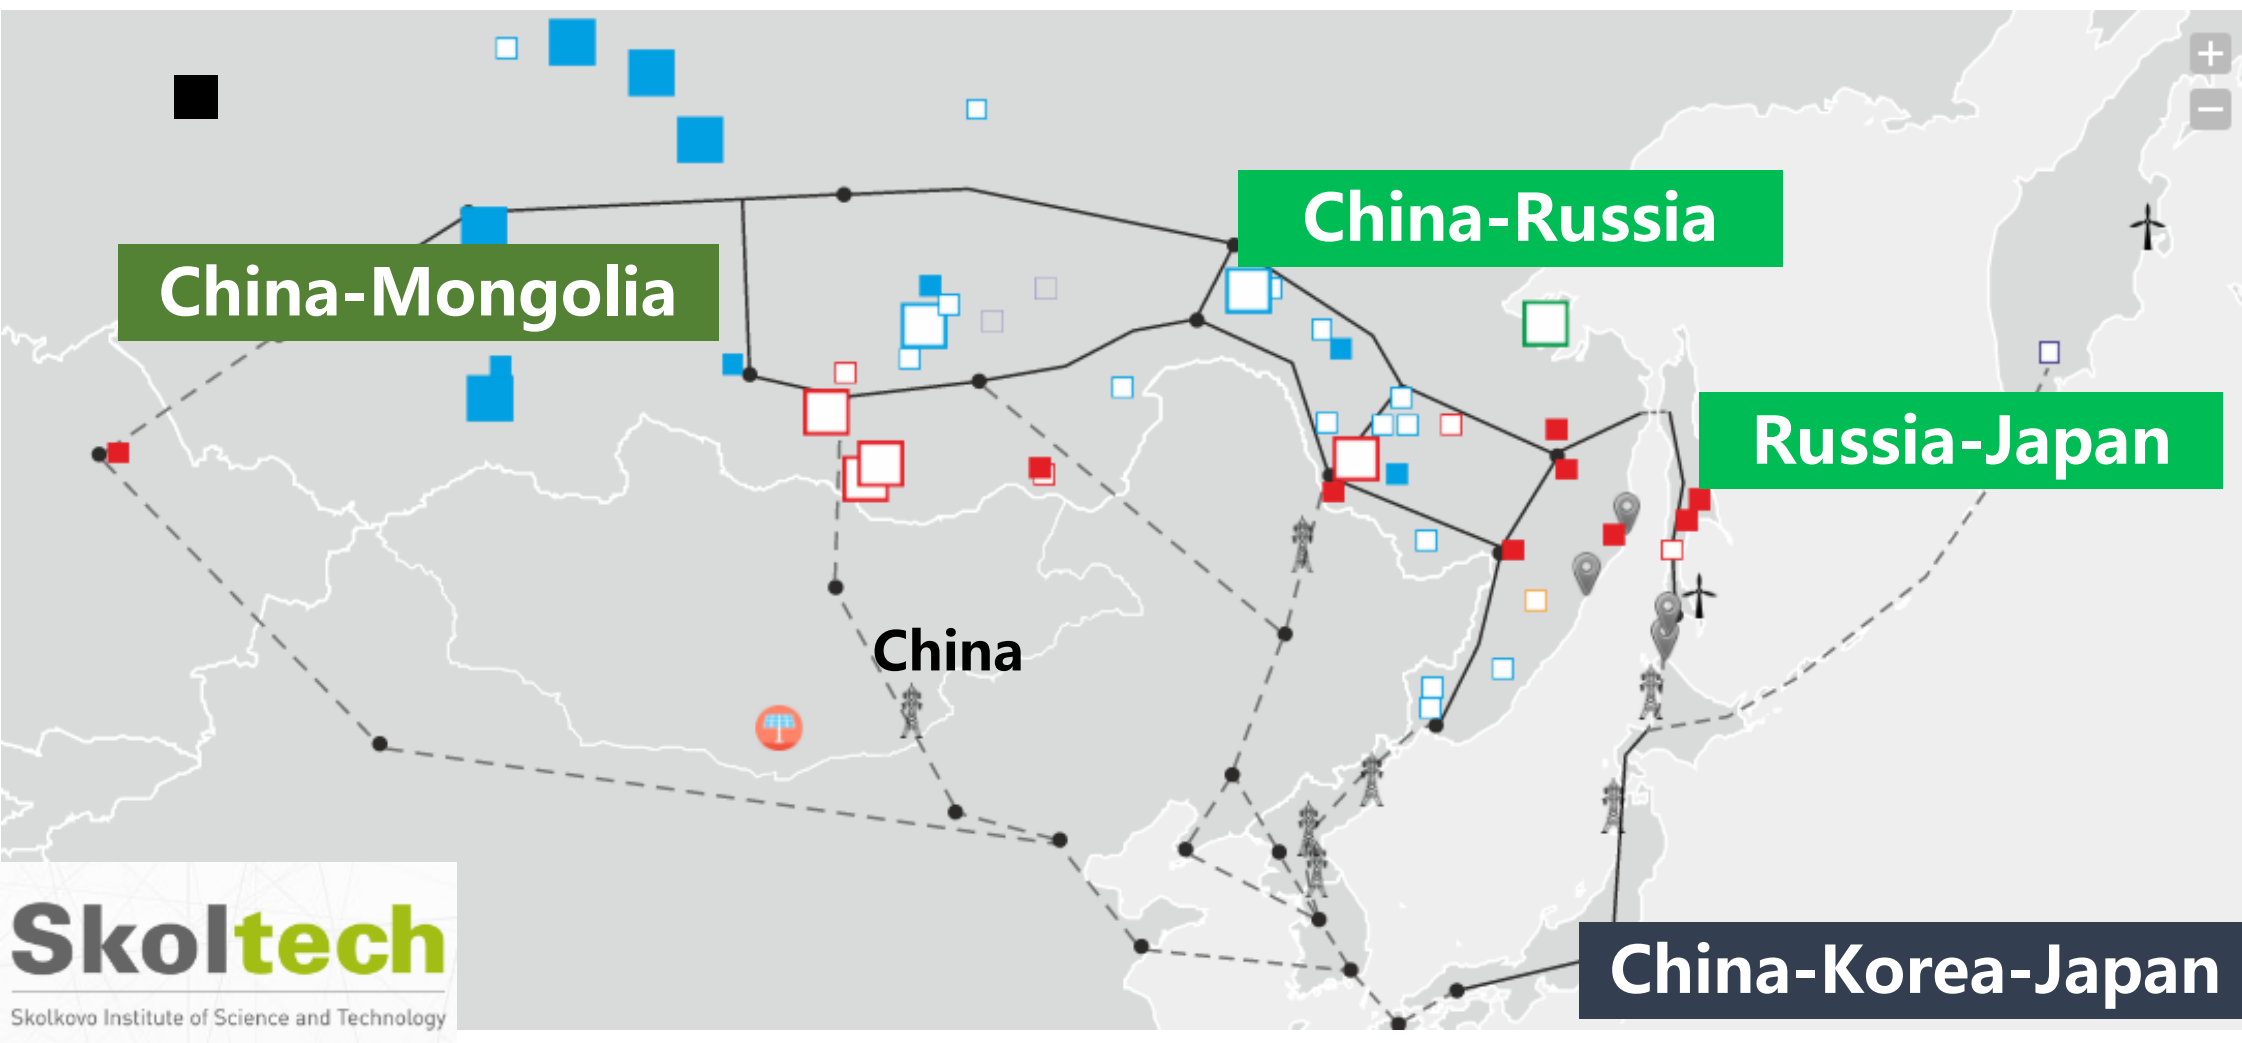 +
−
China-Russia
China-Mongolia
Russia-Japan
China
China-Korea-Japan
Skoltech
Skolkovo Institute of Science and Technology